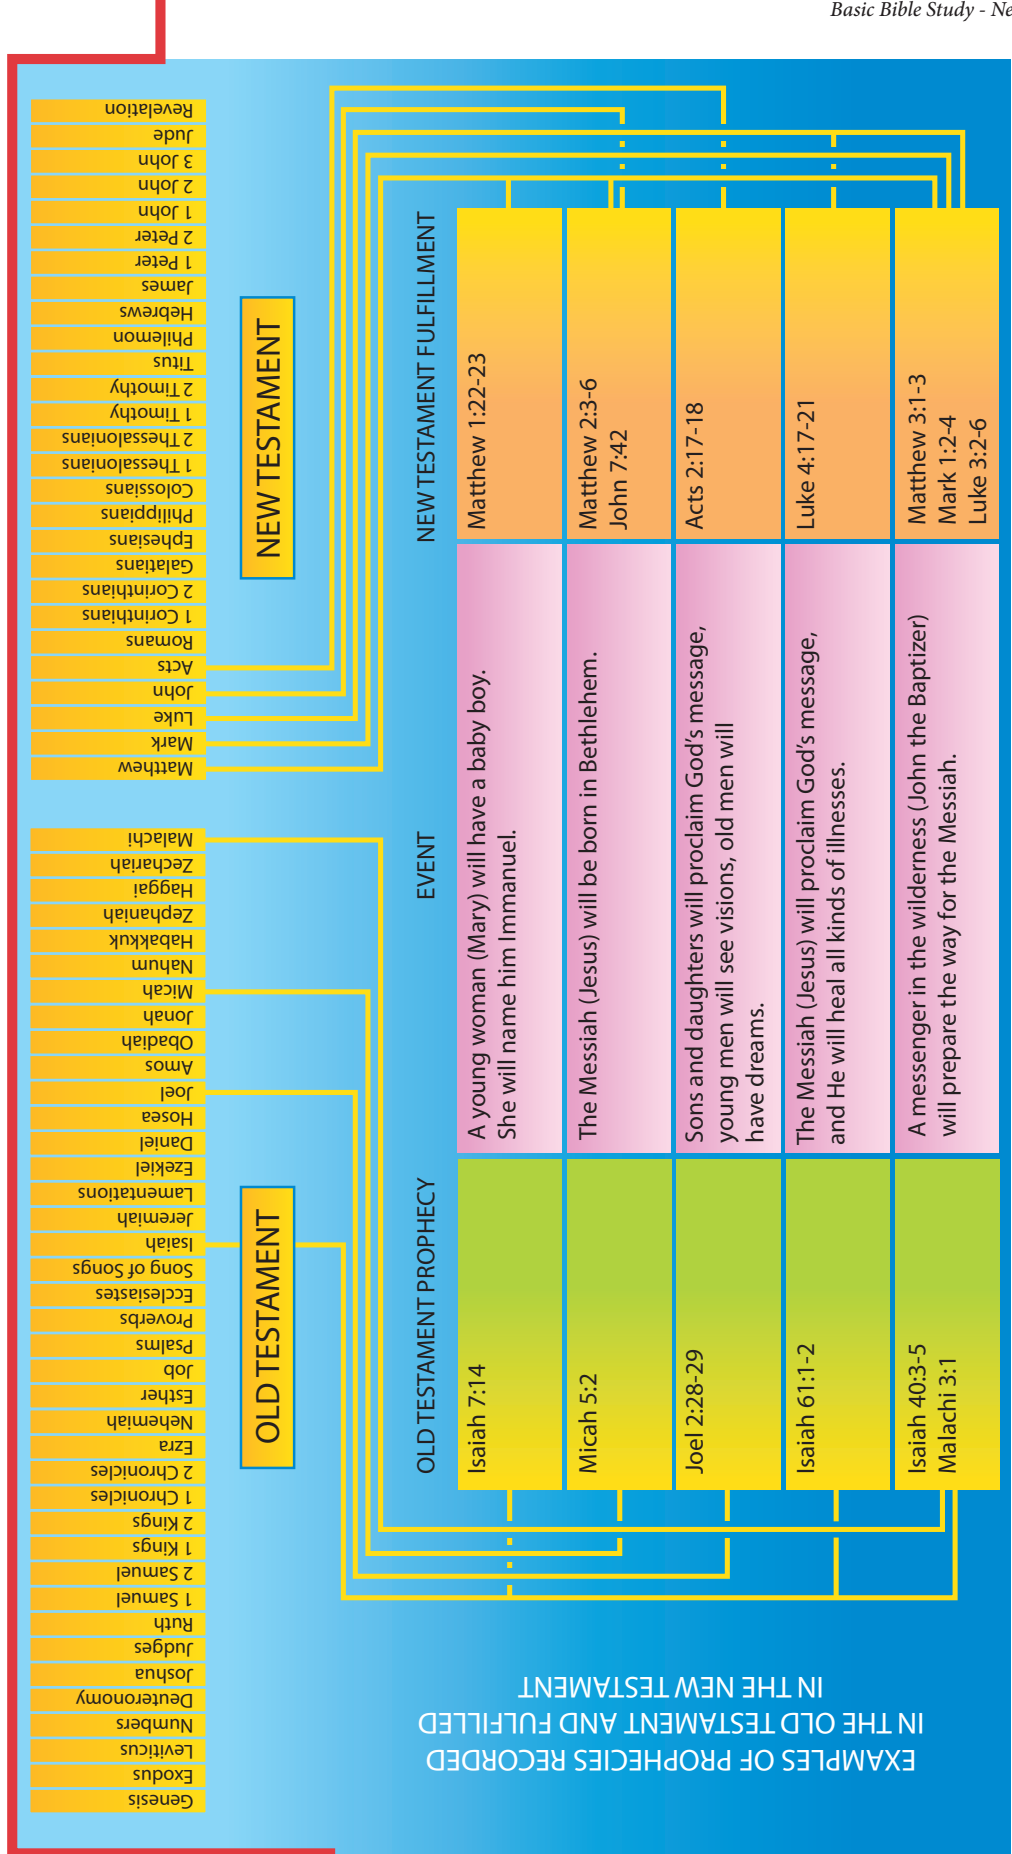 Basic Bible Study - Ne
EXAMPLES OF PROPHECIES RECORDED
IN THE OLD TESTAMENT AND FULFILLED
IN THE NEW TESTAMENT
Genesis
Exodus
Leviticus
Numbers
Deuteronomy
Joshua
Judges
Ruth
1 Samuel
2 Samuel
1 Kings
2 Kings
1 Chronicles
2 Chronicles
Ezra
Nehemiah
Esther
Job
Psalms
Proverbs
Ecclesiastes
Song of Songs
Isaiah
Jeremiah
Lamentations
Ezekiel
Daniel
Hosea
Joel
Amos
Obadiah
Jonah
Micah
Nahum
Habakkuk
Zephaniah
Haggai
Zechariah
Malachi
Matthew
Mark
Luke
John
Acts
Romans
1 Corinthians
2 Corinthians
Galatians
Ephesians
Philippians
Colossians
1 Thessalonians
2 Thessalonians
1 Timothy
2 Timothy
Titus
Philemon
Hebrews
James
1 Peter
2 Peter
1 John
2 John
3 John
Jude
Revelation
OLD TESTAMENT
NEW TESTAMENT
OLD TESTAMENT PROPHECY
EVENT
NEW TESTAMENT FULFILLMENT
Isaiah 7:14
A young woman (Mary) will have a baby boy.
She will name him Immanuel.
Matthew 1:22-23
Micah 5:2
The Messiah (Jesus) will be born in Bethlehem.
Matthew 2:3-6
John 7:42
Joel 2:28-29
Sons and daughters will proclaim God's message,
young men will see visions, old men will
have dreams.
Acts 2:17-18
Isaiah 61:1-2
The Messiah (Jesus) will proclaim God's message,
and He will heal all kinds of illnesses.
Luke 4:17-21
Isaiah 40:3-5
Malachi 3:1
A messenger in the wilderness (John the Baptizer)
will prepare the way for the Messiah.
Matthew 3:1-3
Mark 1:2-4
Luke 3:2-6